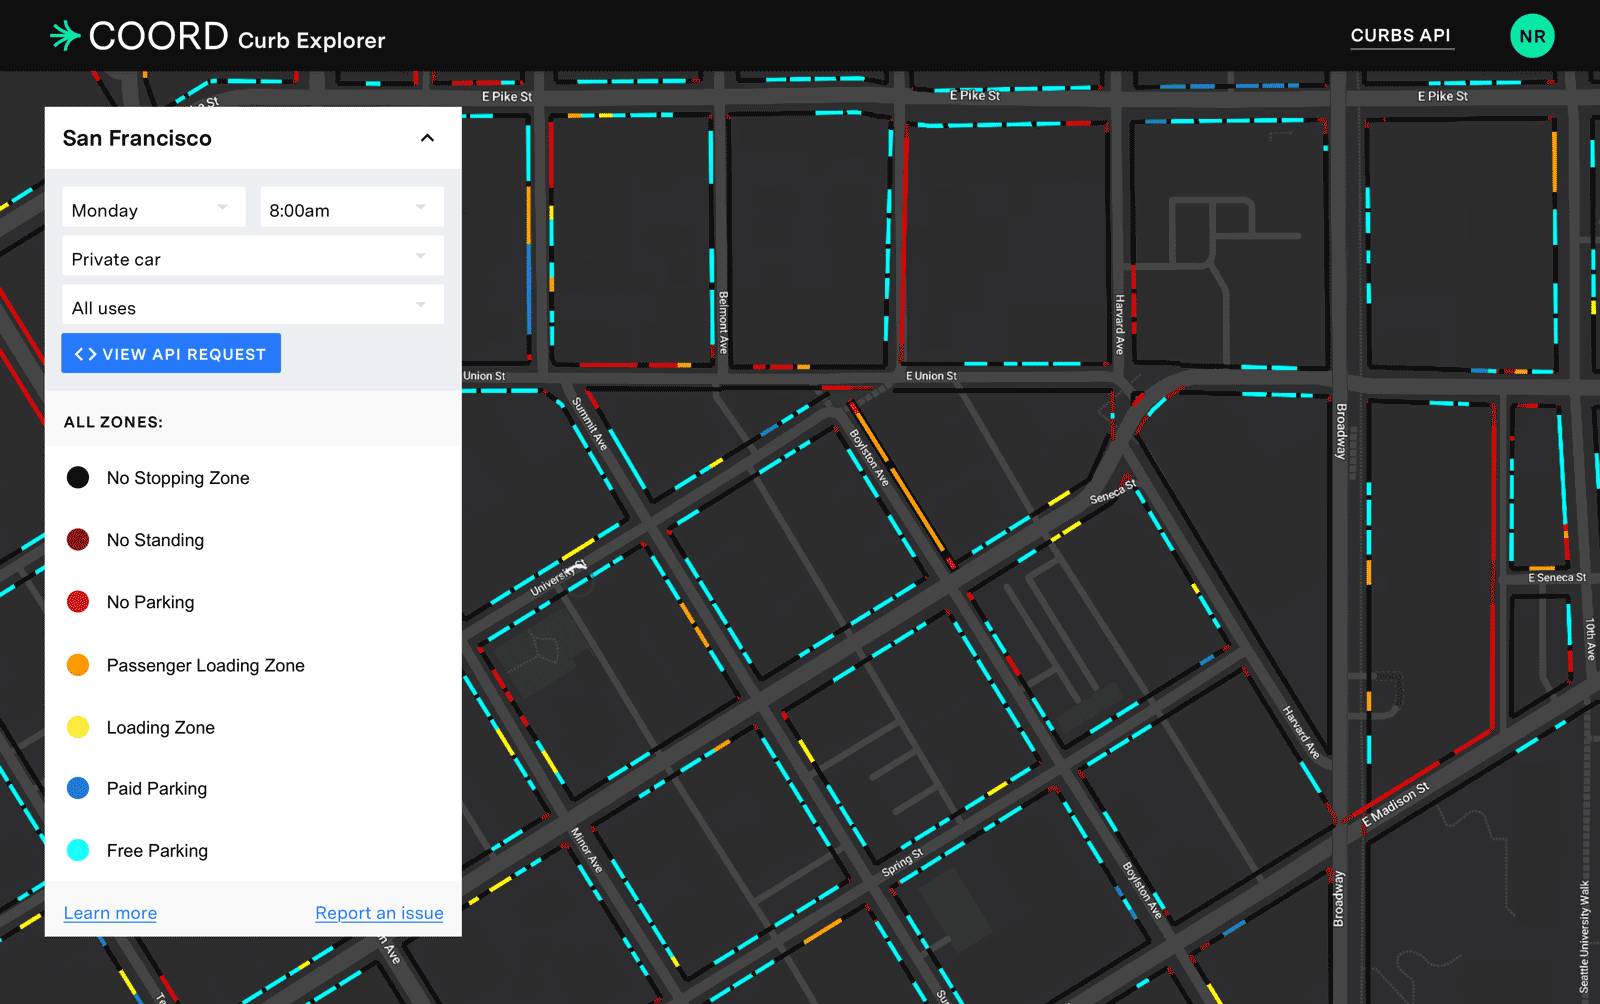 COORD Curb Explorer
CURBS API
NR
San Francisco
Monday
8:00am
Private car
All uses
<> VIEW API REQUEST
ALL ZONES:
No Stopping Zone
No Standing
No Parking
Passenger Loading Zone
Loading Zone
Paid Parking
Free Parking
Learn more
Report an issue
St
E Pike St
E Pike St
E Pike St
Belmont Ave
Harvard Ave
Union St
E Union St
Summit Ave
Boylston Ave
Broadway
Seneca St
University St
E Seneca St
10th Ave
Harvard Ave
E Madison St
Minor Ave
Spring St
Boylston Ave
Broadway
Seattle University Walk
Ave